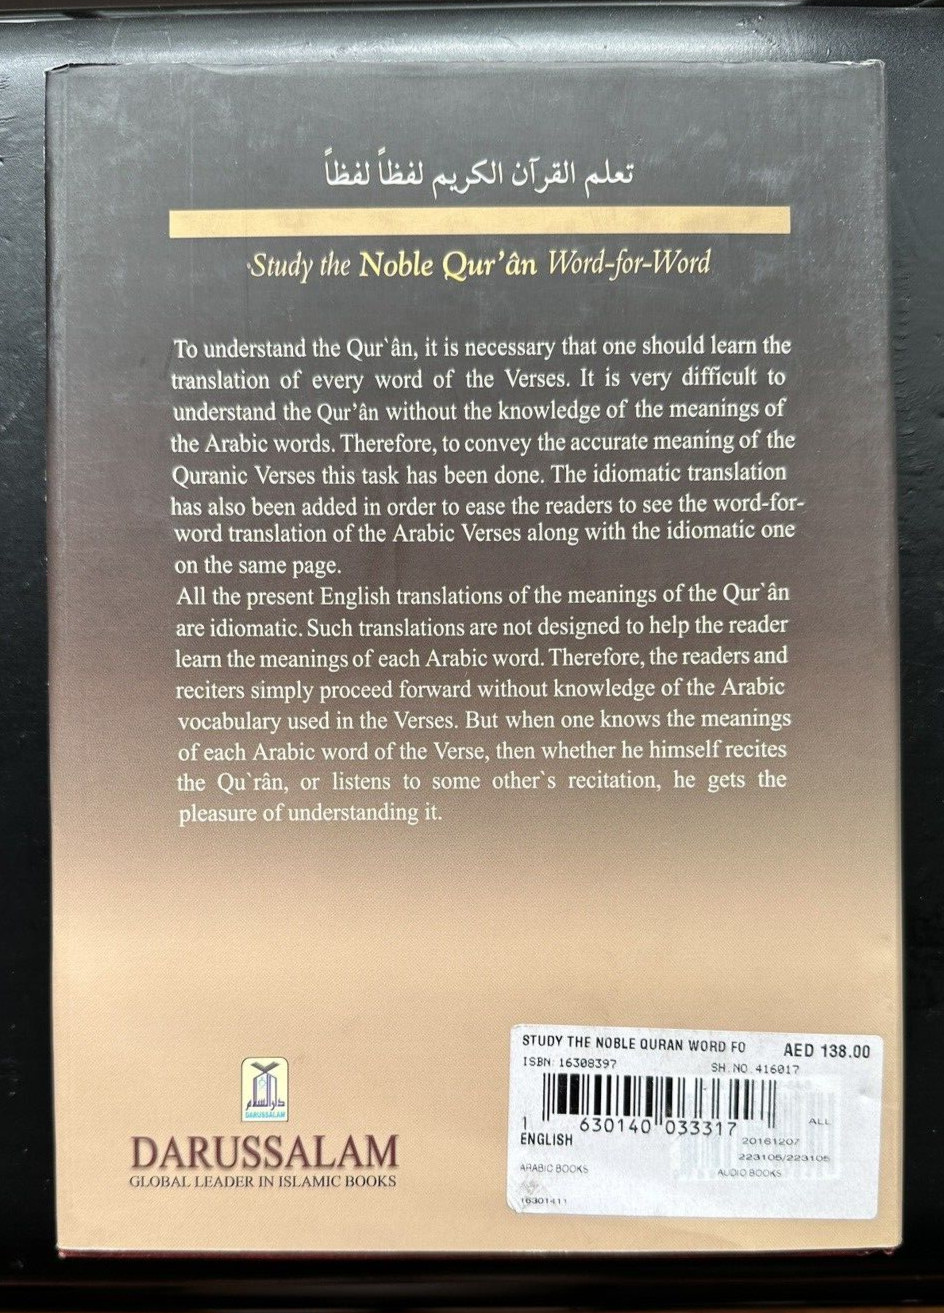 تعلم القرآن الكريم لفظاً لفظاً
Study the Noble Qur’ân Word-for-Word
To understand the Qur`ân, it is necessary that one should learn the
translation of every word of the Verses. It is very difficult to
understand the Qur’ân without the knowledge of the meanings of
the Arabic words. Therefore, to convey the accurate meaning of the
Quranic Verses this task has been done. The idiomatic translation
has also been added in order to ease the readers to see the word-for-
word translation of the Arabic Verses along with the idiomatic one
on the same page.
All the present English translations of the meanings of the Qur`ân
are idiomatic. Such translations are not designed to help the reader
learn the meanings of each Arabic word. Therefore, the readers and
reciters simply proceed forward without knowledge of the Arabic
vocabulary used in the Verses. But when one knows the meanings
of each Arabic word of the Verse, then whether he himself recites
the Qu`rân, or listens to some other`s recitation, he gets the
pleasure of understanding it.
دارالسلام
DARUSSALAM
DARUSSALAM
GLOBAL LEADER IN ISLAMIC BOOKS
STUDY THE NOBLE QURAN WORD FO AED 138.00
ISBN: 16308397 SH. NO. 416017
1 630140 033317 ALL
ENGLISH 20161207
223105/223105
ARABIC BOOKS AUDIO BOOKS
16301411